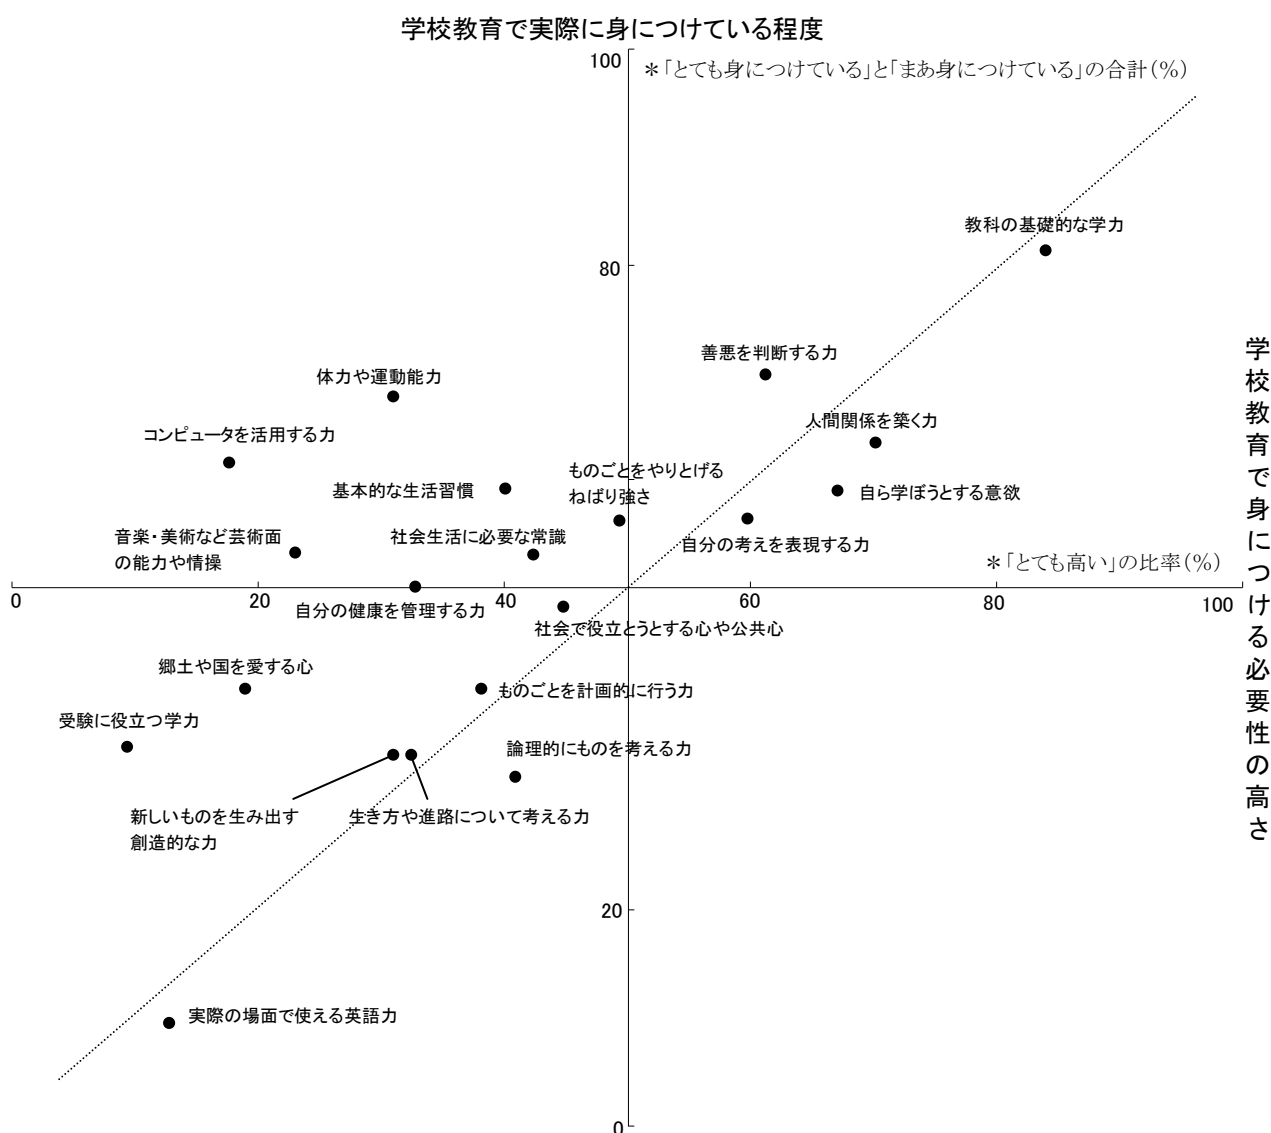 学校教育で実際に身につけている程度
100
＊「とても身につけている」と「まあ身につけている」の合計(%)
教科の基礎的な学力
80
善悪を判断する力
体力や運動能力
人間関係を築く力
コンピュータを活用する力
ものごとをやりとげる
ねばり強さ
基本的な生活習慣
自ら学ぼうとする意欲
音楽・美術など芸術面
の能力や情操
社会生活に必要な常識
自分の考えを表現する力
＊「とても高い」の比率(%)
0
20
40
60
80
100
自分の健康を管理する力
社会で役立とうとする心や公共心
学校教育で身につける必要性の高さ
郷土や国を愛する心
ものごとを計画的に行う力
受験に役立つ学力
論理的にものを考える力
新しいものを生み出す
創造的な力
生き方や進路について考える力
20
実際の場面で使える英語力
0